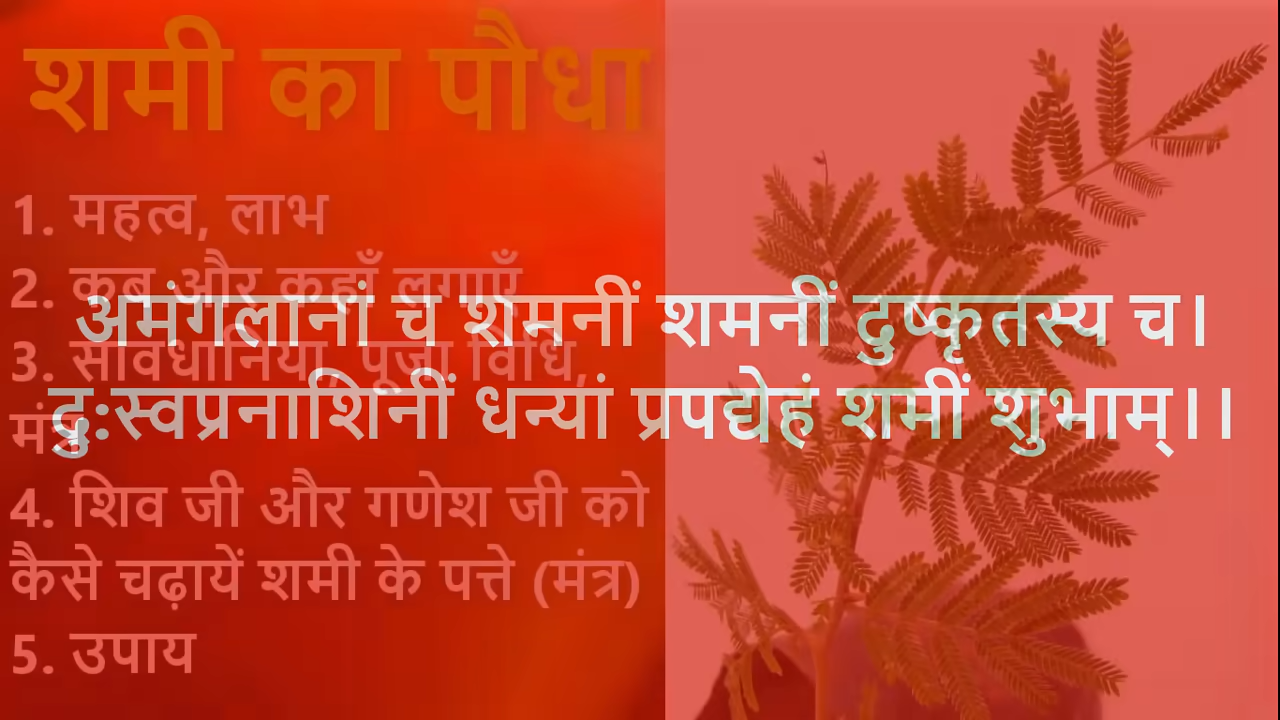 शमी का पौधा
1. महत्व, लाभ
2. कब और कहाँ लगाएँ
अमंगलानां च शमनीं शमनीं दुष्कृतस्य च।
3. सावधानियां, पूजा विधि,
दुःस्वप्रनाशिनीं धन्यां प्रपद्येहं शमीं शुभाम्।।
4. शिव जी और गणेश जी को
कैसे चढ़ायें शमी के पत्ते (मंत्र)
5. उपाय